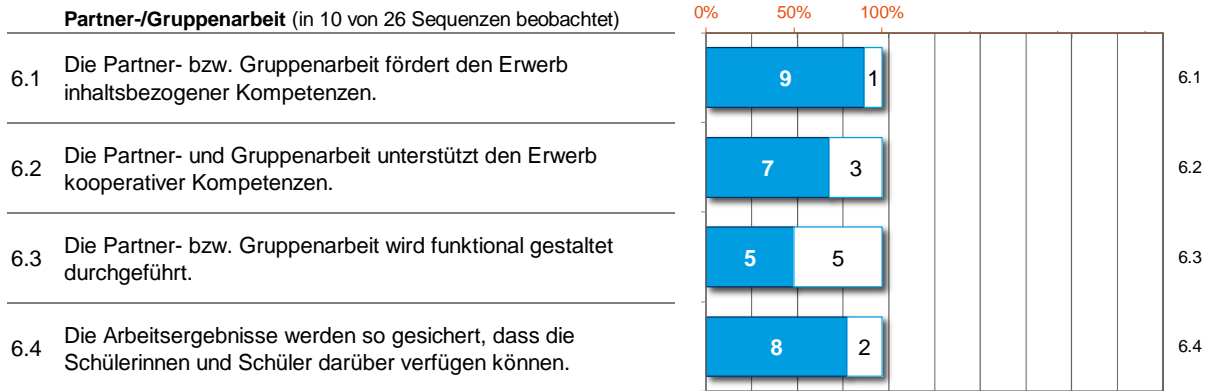 Partner-/Gruppenarbeit (in 10 von 26 Sequenzen beobachtet)
0% 50% 100%
6.1 Die Partner- bzw. Gruppenarbeit fördert den Erwerb
inhaltsbezogener Kompetenzen.
9 1 6.1
6.2 Die Partner- und Gruppenarbeit unterstützt den Erwerb
kooperativer Kompetenzen.
7 3 6.2
6.3 Die Partner- bzw. Gruppenarbeit wird funktional gestaltet
durchgeführt.
5 5 6.3
6.4 Die Arbeitsergebnisse werden so gesichert, dass die
Schülerinnen und Schüler darüber verfügen können.
8 2 6.4